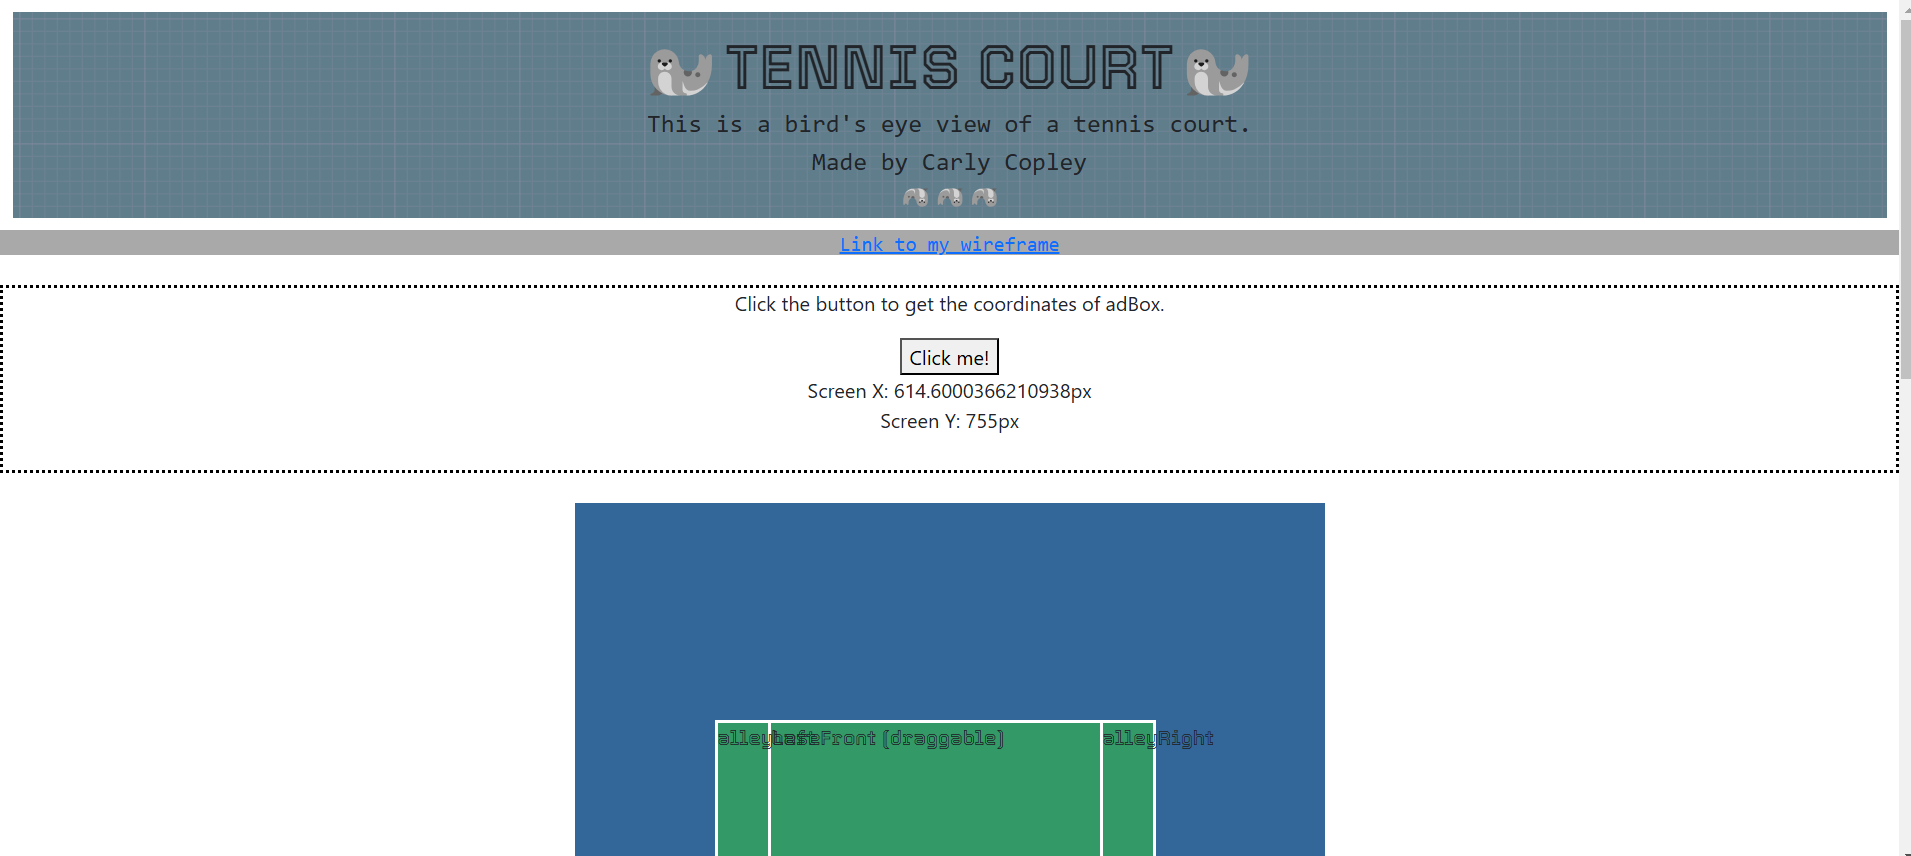 TENNIS COURT
This is a bird's eye view of a tennis court.
Made by Carly Copley
Link to my wireframe
Click the button to get the coordinates of adBox.
Click me!
Screen X: 614.6000366210938px
Screen Y: 755px
alleyLeft baseFront (draggable) alleyRight